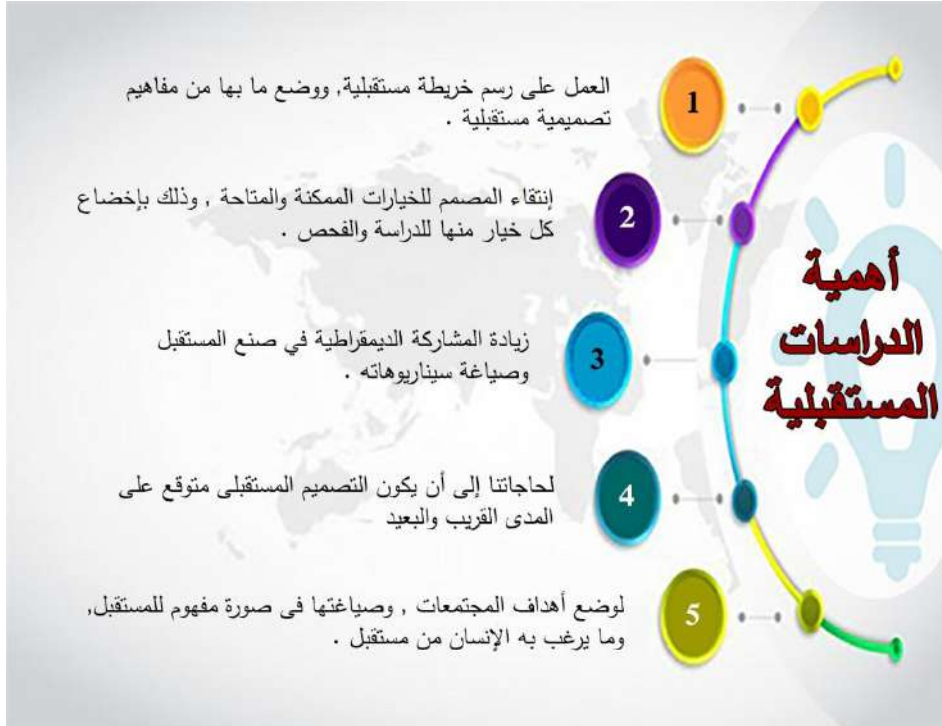 أهمية
الدراسات
المستقبلية
1
العمل على رسم خريطة مستقبلية, ووضع ما بها من مفاهيم
تصميمية مستقبلية .
2
إنتقاء المصمم للخيارات الممكنة والمتاحة , وذلك بإخضاع
كل خيار منها للدراسة والفحص .
3
زيادة المشاركة الديمقراطية في صنع المستقبل
وصياغة سيناريوهاته .
4
لحاجاتنا إلى أن يكون التصميم المستقبلى متوقع على
المدى القريب والبعيد
5
لوضع أهداف المجتمعات , وصياغتها فى صورة مفهوم للمستقبل,
وما يرغب به الإنسان من مستقبل .